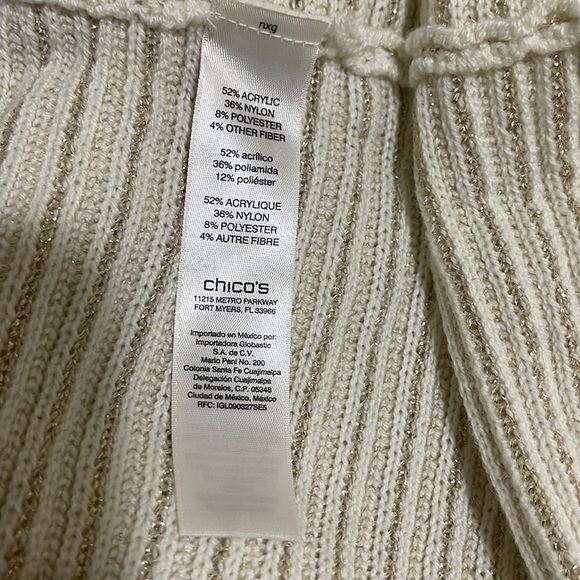 nxg
52% ACRYLIC
36% NYLON
8% POLYESTER
4% OTHER FIBER
52% acrílico
36% poliamida
12% poliéster
52% ACRYLIQUE
36% NYLON
8% POLYESTER
4% AUTRE FIBRE
chico's
11215 METRO PARKWAY
FORT MYERS, FL 33966
Importado en México por:
Importadora Globastic
S.A. de C.V.
Mario Pani No. 200
Colonia Santa Fe Cuajimalpa
Delegación Cuajimalpa
de Morelos, C.P. 05348
Ciudad de México, México
RFC: IGL090327SE5